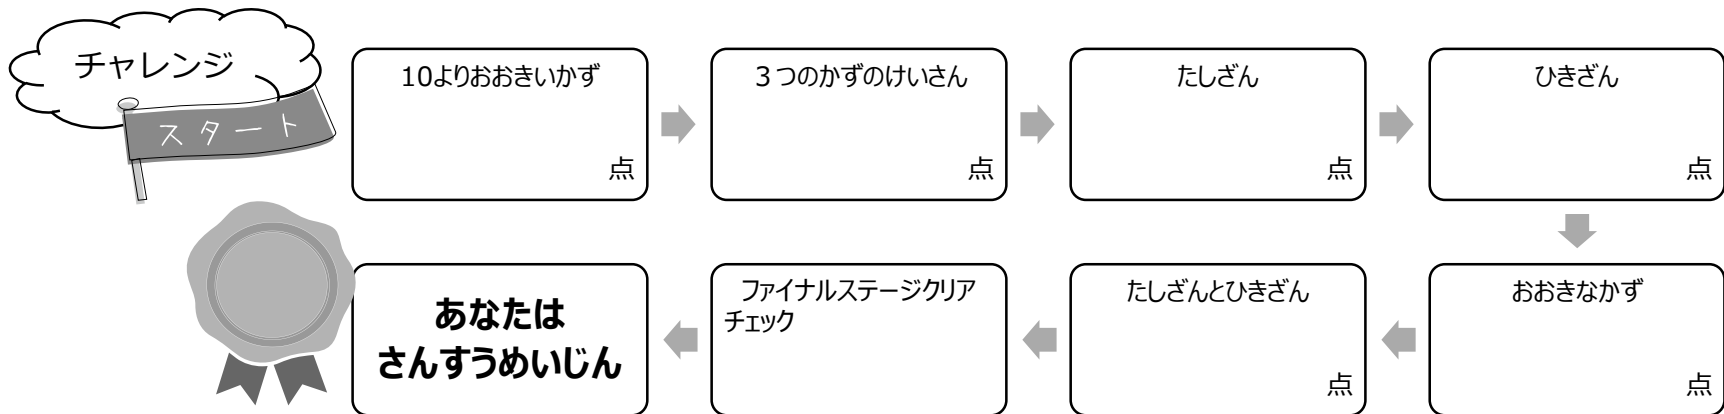 チャレンジ
スタート
10よりおおきいかず
点
３つのかずのけいさん
点
たしざん
点
ひきざん
点
おおきなかず
点
たしざんとひきざん
点
ファイナルステージクリア
チェック
あなたは
さんすうめいじん